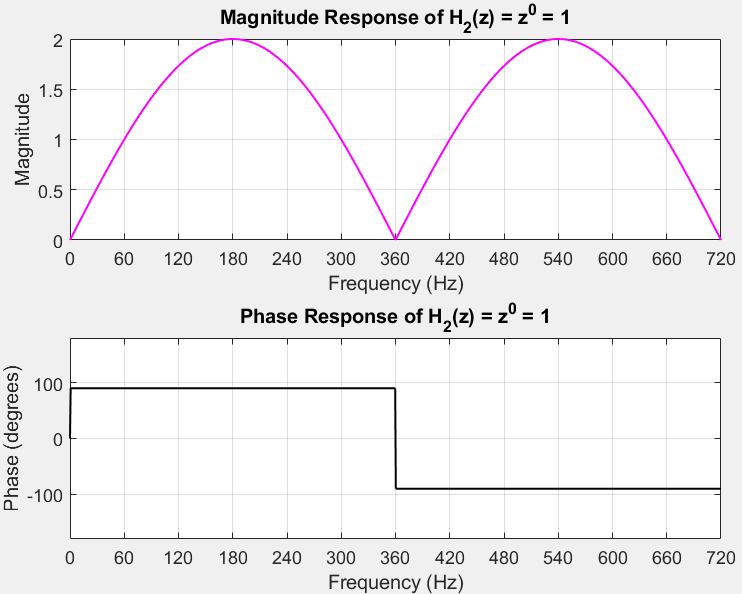 Magnitude Response of H₂(z) = z⁰ = 1
Magnitude
2
1.5
1
0.5
0
0 60 120 180 240 300 360 420 480 540 600 660 720
Frequency (Hz)
Phase Response of H₂(z) = z⁰ = 1
Phase (degrees)
100
0
-100
0 60 120 180 240 300 360 420 480 540 600 660 720
Frequency (Hz)